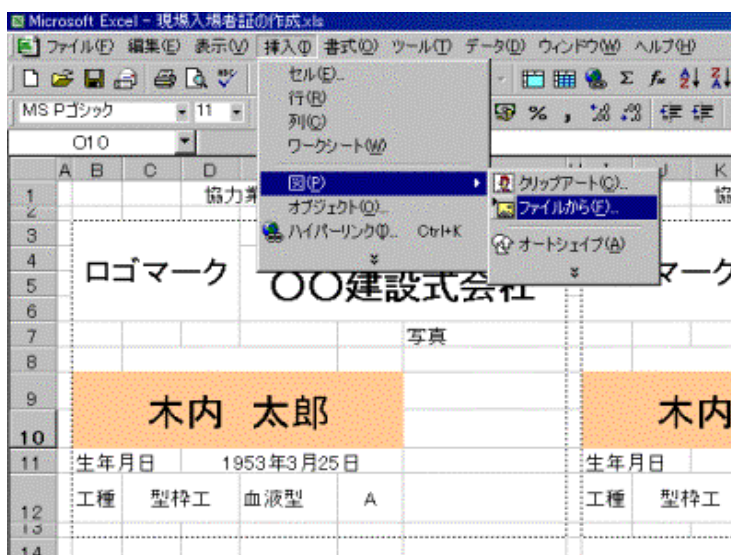 Microsoft Excel - 現場入場者証の作成.xls
ファイル(F) 編集(E) 表示(V) 挿入(I) 書式(O) ツール(T) データ(D) ウィンドウ(W) ヘルプ(H)
MS Pゴシック 11 % ,
O10
セル(E)...
行(R)
列(C)
ワークシート(W)
図(P)
オブジェクト(O)...
ハイパーリンク(I)... Ctrl+K
クリップアート(C)...
ファイルから(F)...
オートシェイプ(A)
A B C D J K
1 協力業 協
2
3
4 ロゴマーク マーク
5 〇〇建設式会社
6
7 写真
8
9 木内 太郎 木内
10
11 生年月日 1953年3月25日 生年月日
12 工種 型枠工 血液型 A 工種 型枠工
13
14